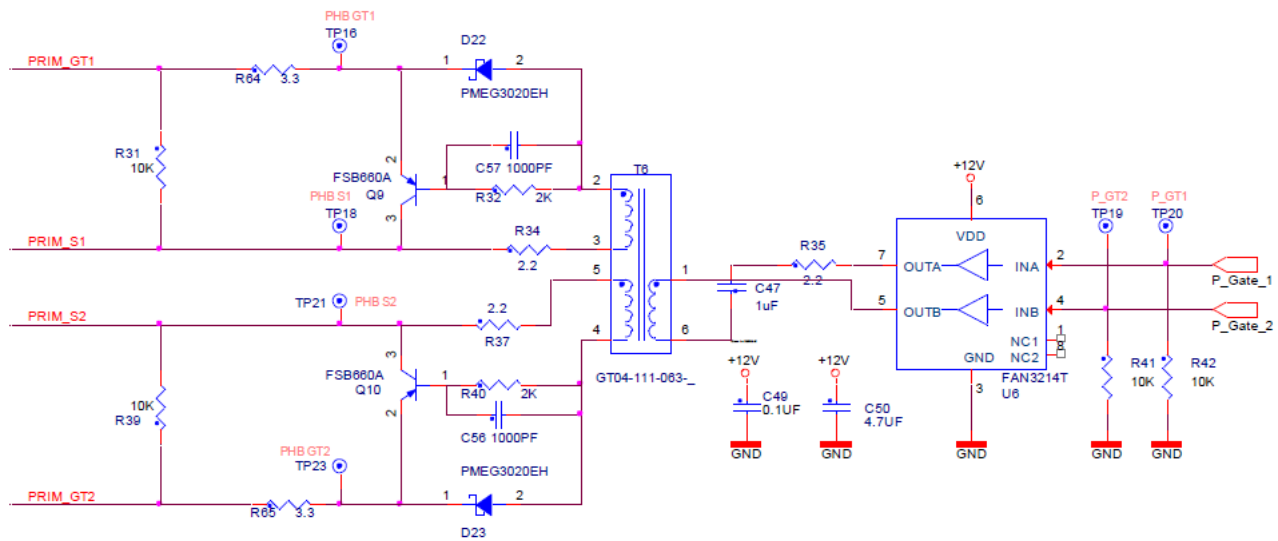 PHB GT1
TP16
D22
PRIM_GT1
1
2
R64
3.3
PMEG3020EH
R31
10K
C57 1000PF
T6
+12V
6
P_GT2
P_GT1
TP19
TP20
FSB660A
Q9
2
1
R32
2K
2
PHB S1
TP18
3
VDD
PRIM_S1
R34
2.2
3
R35
2.2
7
OUTA
INA
2
P_Gate_1
5
1
C47
1uF
5
OUTB
INB
4
P_Gate_2
TP21
PHB S2
PRIM_S2
2.2
R37
4
6
NC1
1
NC2
8
GND
3
FAN3214T
U6
R41
10K
R42
10K
GT04-111-063-_
+12V
+12V
C49
0.1UF
C50
4.7UF
GND
GND
GND
GND
GND
3
FSB660A
Q10
1
R40
2K
2
10K
R39
C56 1000PF
PHB GT2
TP23
PMEG3020EH
PRIM_GT2
R65
3.3
1
2
D23